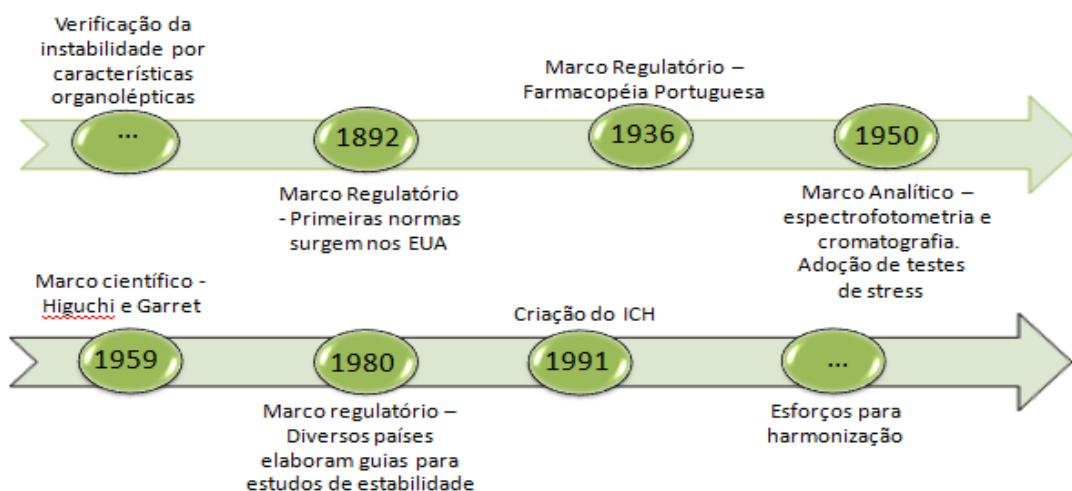 Verificação da
instabilidade por
características
organolépticas
...
1892
Marco Regulatório
- Primeiras normas
surgem nos EUA
Marco Regulatório –
Farmacopéia Portuguesa
1936
1950
Marco Analítico –
espectrofotometria e
cromatografia.
Adoção de testes
de stress
Marco científico -
Higuchi e Garret
1959
1980
Marco regulatório –
Diversos países
elaboram guias para
estudos de estabilidade
Criação do ICH
1991
...
Esforços para
harmonização